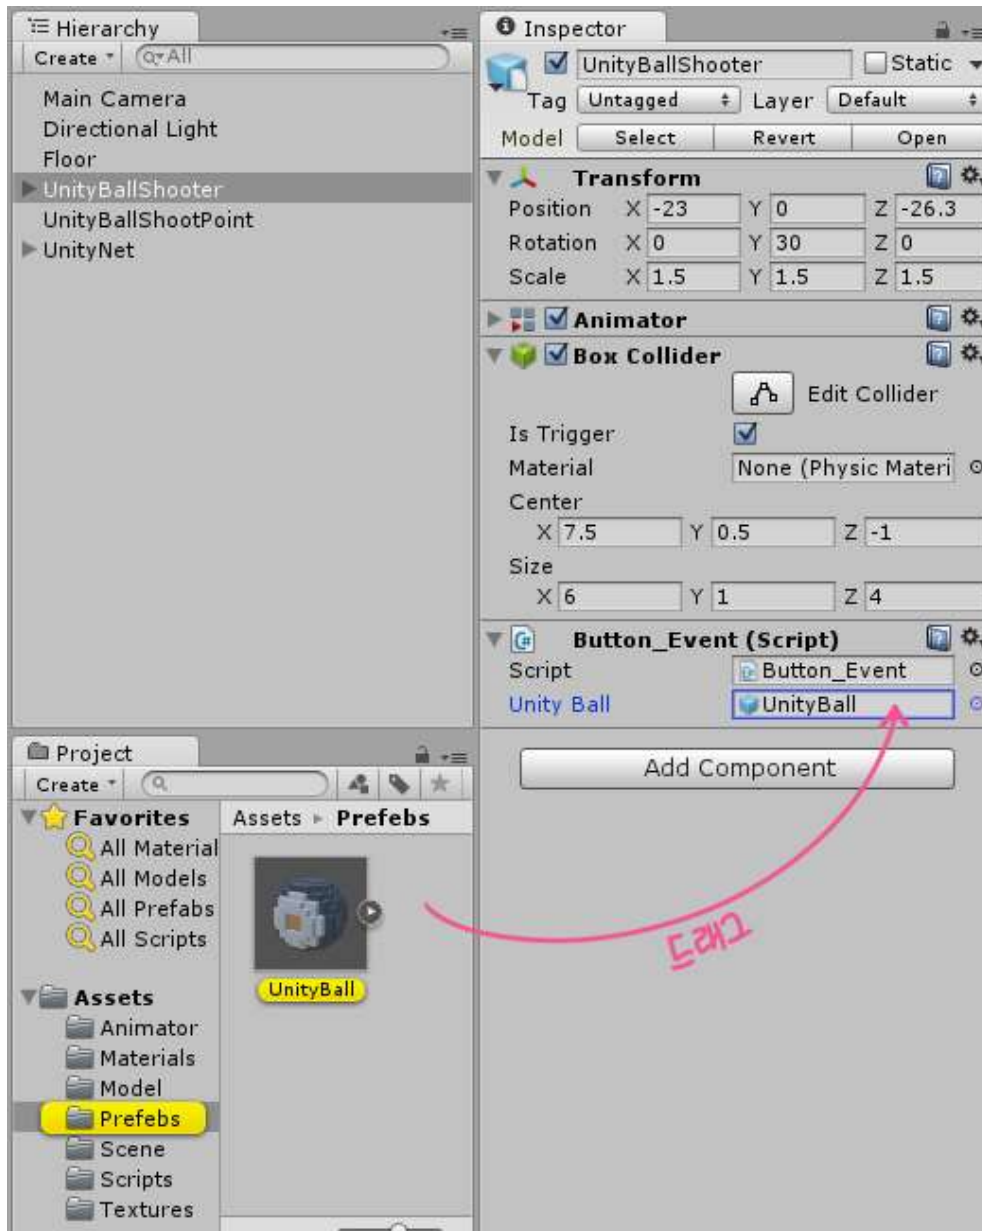 Hierarchy
Create All
Main Camera
Directional Light
Floor
UnityBallShooter
UnityBallShootPoint
UnityNet
Inspector
UnityBallShooter Static
Tag Untagged Layer Default
Model Select Revert Open
Transform
Position X -23 Y 0 Z -26.3
Rotation X 0 Y 30 Z 0
Scale X 1.5 Y 1.5 Z 1.5
Animator
Box Collider
Edit Collider
Is Trigger
Material None (Physic Materi
Center
X 7.5 Y 0.5 Z -1
Size
X 6 Y 1 Z 4
Button_Event (Script)
Script Button_Event
Unity Ball UnityBall
Add Component
Project
Create
Favorites
All Material
All Models
All Prefabs
All Scripts
Assets
Animator
Materials
Model
Prefebs
Scene
Scripts
Textures
Assets Prefebs
UnityBall
드래그